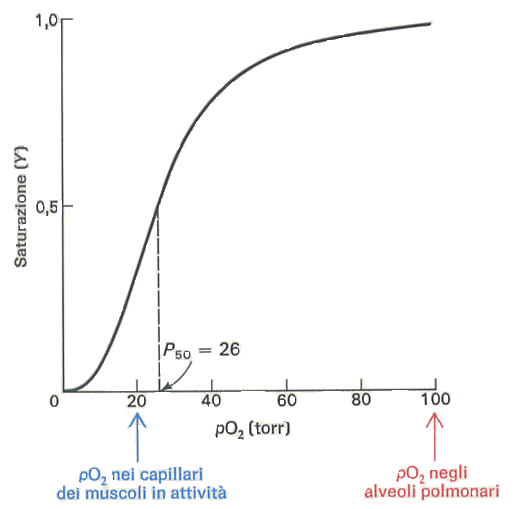 1,0
Saturazione (Y)
0,5
P50 = 26
0
20
40
60
80
100
pO2 (torr)
pO2 nei capillari
dei muscoli in attività
pO2 negli
alveoli polmonari